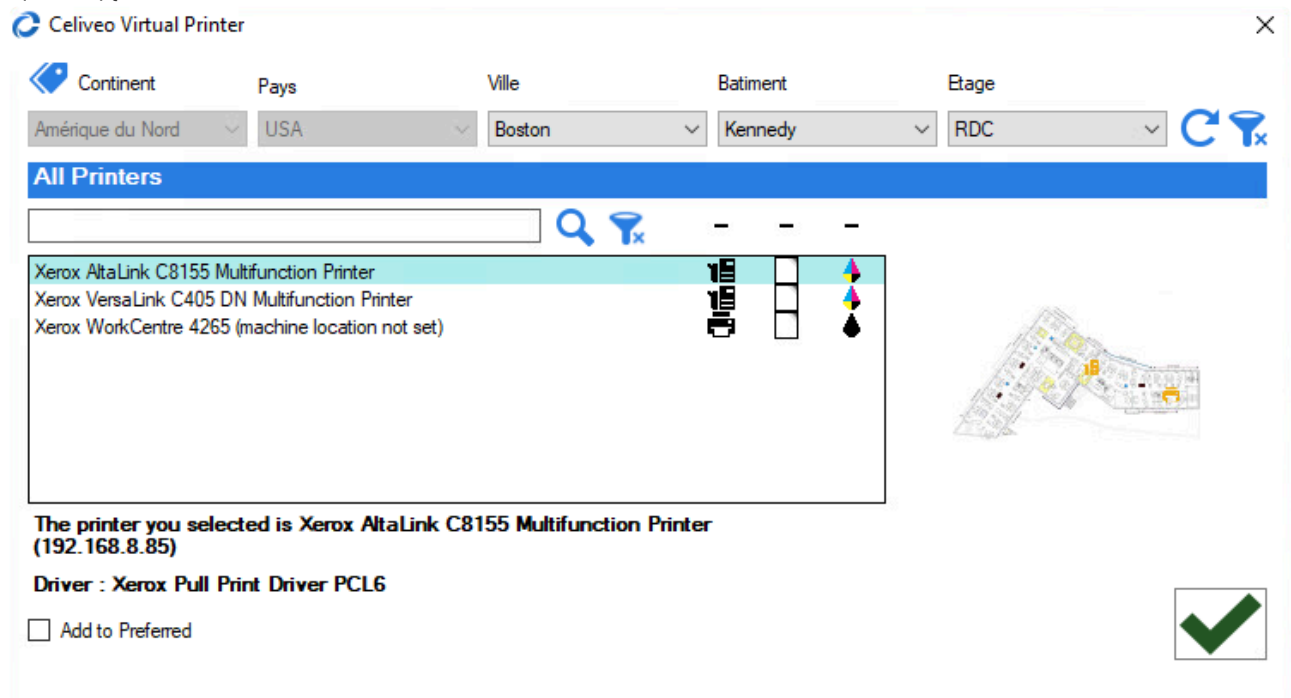 Celiveo Virtual Printer
Continent Pays Ville Batiment Etage
Amérique du Nord USA Boston Kennedy RDC
All Printers
Xerox AltaLink C8155 Multifunction Printer
Xerox VersaLink C405 DN Multifunction Printer
Xerox WorkCentre 4265 (machine location not set)
The printer you selected is Xerox AltaLink C8155 Multifunction Printer
(192.168.8.85)
Driver : Xerox Pull Print Driver PCL6
Add to Preferred